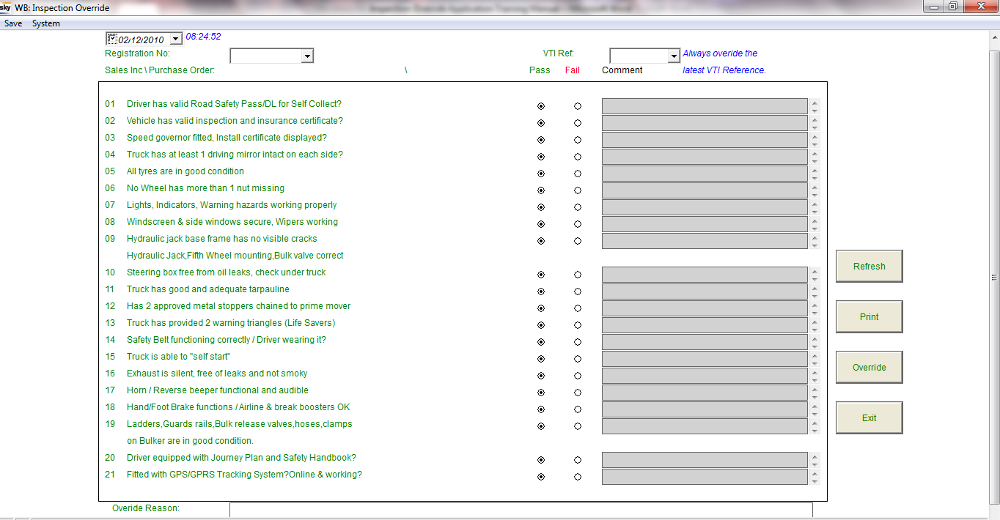 sky WB: Inspection Override
Save System
02/12/2010 08:24:52
Registration No: VTI Ref: Always overide the
Sales Inc \ Purchase Order: \ Pass Fail Comment latest VTI Reference.
01 Driver has valid Road Safety Pass/DL for Self Collect?
02 Vehicle has valid inspection and insurance certificate?
03 Speed governor fitted, Install certificate displayed?
04 Truck has at least 1 driving mirror intact on each side?
05 All tyres are in good condition
06 No Wheel has more than 1 nut missing
07 Lights, Indicators, Warning hazards working properly
08 Windscreen & side windows secure, Wipers working
09 Hydraulic jack base frame has no visible cracks
Hydraulic Jack,Fifth Wheel mounting,Bulk valve correct
10 Steering box free from oil leaks, check under truck
11 Truck has good and adequate tarpauline
12 Has 2 approved metal stoppers chained to prime mover
13 Truck has provided 2 warning triangles (Life Savers)
14 Safety Belt functioning correctly / Driver wearing it?
15 Truck is able to "self start"
16 Exhaust is silent, free of leaks and not smoky
17 Horn / Reverse beeper functional and audible
18 Hand/Foot Brake functions / Airline & break boosters OK
19 Ladders,Guards rails,Bulk release valves,hoses,clamps
on Bulker are in good condition.
20 Driver equipped with Journey Plan and Safety Handbook?
21 Fitted with GPS/GPRS Tracking System?Online & working?
Refresh
Print
Override
Exit
Overide Reason: